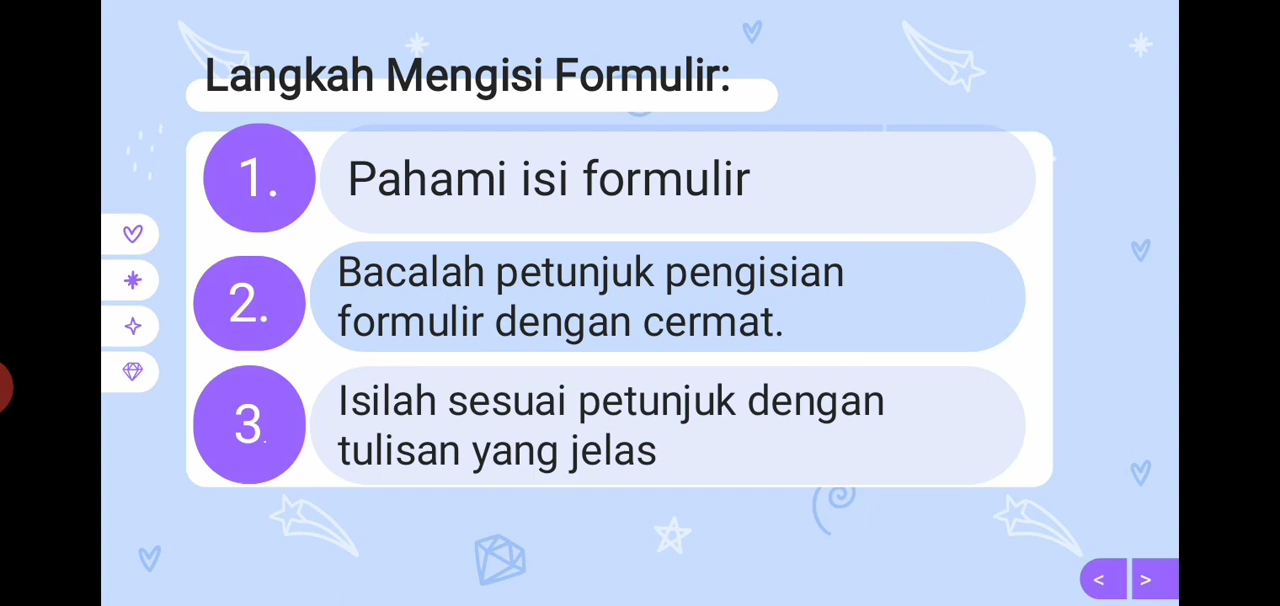 Langkah Mengisi Formulir:
1.
Pahami isi formulir
2.
Bacalah petunjuk pengisian
formulir dengan cermat.
3.
Isilah sesuai petunjuk dengan
tulisan yang jelas
< >